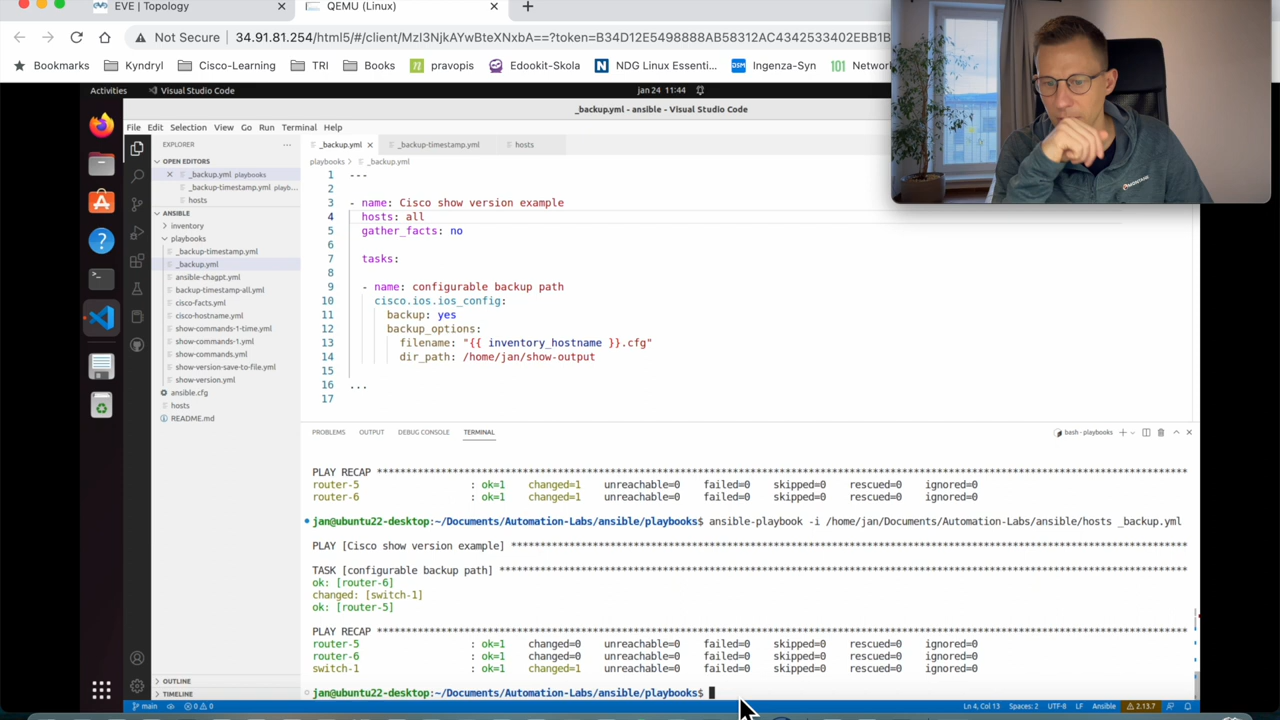 EVE | Topology
QEMU (Linux)
Not Secure 34.91.81.254/html5/#/client/MzI3NjkAYwBteXNxbA==?token=B34D12E5498888AB58312AC4342533402EBB1B
Bookmarks Kyndryl Cisco-Learning TRI Books pravopis Edookit-Skola NDG Linux Essenti... Ingenza-Syn Network
Activities Visual Studio Code jan 24 11:44
_backup.yml - ansible - Visual Studio Code
File Edit Selection View Go Run Terminal Help
EXPLORER
OPEN EDITORS
_backup.yml playbooks
_backup-timestamp.yml playb...
hosts
ANSIBLE
inventory
playbooks
_backup-timestamp.yml
_backup.yml
ansible-chagpt.yml
backup-timestamp-all.yml
cisco-facts.yml
cisco-hostname.yml
show-commands-1-time.yml
show-commands-1.yml
show-commands.yml
show-version-save-to-file.yml
show-version.yml
ansible.cfg
hosts
README.md
OUTLINE
TIMELINE
_backup.yml _backup-timestamp.yml hosts
playbooks > _backup.yml
1 ---
2
3 - name: Cisco show version example
4 hosts: all
5 gather_facts: no
6
7 tasks:
8
9 - name: configurable backup path
10 cisco.ios.ios_config:
11 backup: yes
12 backup_options:
13 filename: "{{ inventory_hostname }}.cfg"
14 dir_path: /home/jan/show-output
15
16 ...
17
PROBLEMS OUTPUT DEBUG CONSOLE TERMINAL bash - playbooks
PLAY RECAP ****************************************************************
router-5 : ok=1 changed=1 unreachable=0 failed=0 skipped=0 rescued=0 ignored=0
router-6 : ok=1 changed=1 unreachable=0 failed=0 skipped=0 rescued=0 ignored=0
jan@ubuntu22-desktop:~/Documents/Automation-Labs/ansible/playbooks$ ansible-playbook -i /home/jan/Documents/Automation-Labs/ansible/hosts _backup.yml
PLAY [Cisco show version example] ****************************************************************
TASK [configurable backup path] ****************************************************************
ok: [router-6]
changed: [switch-1]
ok: [router-5]
PLAY RECAP ****************************************************************
router-5 : ok=1 changed=0 unreachable=0 failed=0 skipped=0 rescued=0 ignored=0
router-6 : ok=1 changed=0 unreachable=0 failed=0 skipped=0 rescued=0 ignored=0
switch-1 : ok=1 changed=1 unreachable=0 failed=0 skipped=0 rescued=0 ignored=0
jan@ubuntu22-desktop:~/Documents/Automation-Labs/ansible/playbooks$
main 0 0 Ln 4, Col 13 Spaces: 2 UTF-8 LF Ansible 2.13.7